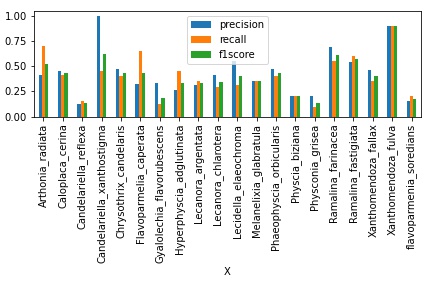 1.00
0.75
0.50
0.25
0.00
precision
recall
f1score
Arthonia_radiata
Caloplaca_cerina
Candelariella_reflexa
Candelariella_xanthostigma
Chrysothrix_candelaris
Flavoparmelia_caperata
Gyalolechia_flavorubescens
Hyperphyscia_adglutinata
Lecanora_argentata
Lecanora_chlarotera
Lecidella_elaeochroma
Melanelixia_glabratula
Phaeophyscia_orbicularis
Physcia_biziana
Physconia_grisea
Ramalina_farinacea
Ramalina_fastigiata
Xanthomendoza_fallax
Xanthomendoza_fulva
flavoparmenia_soredians
X